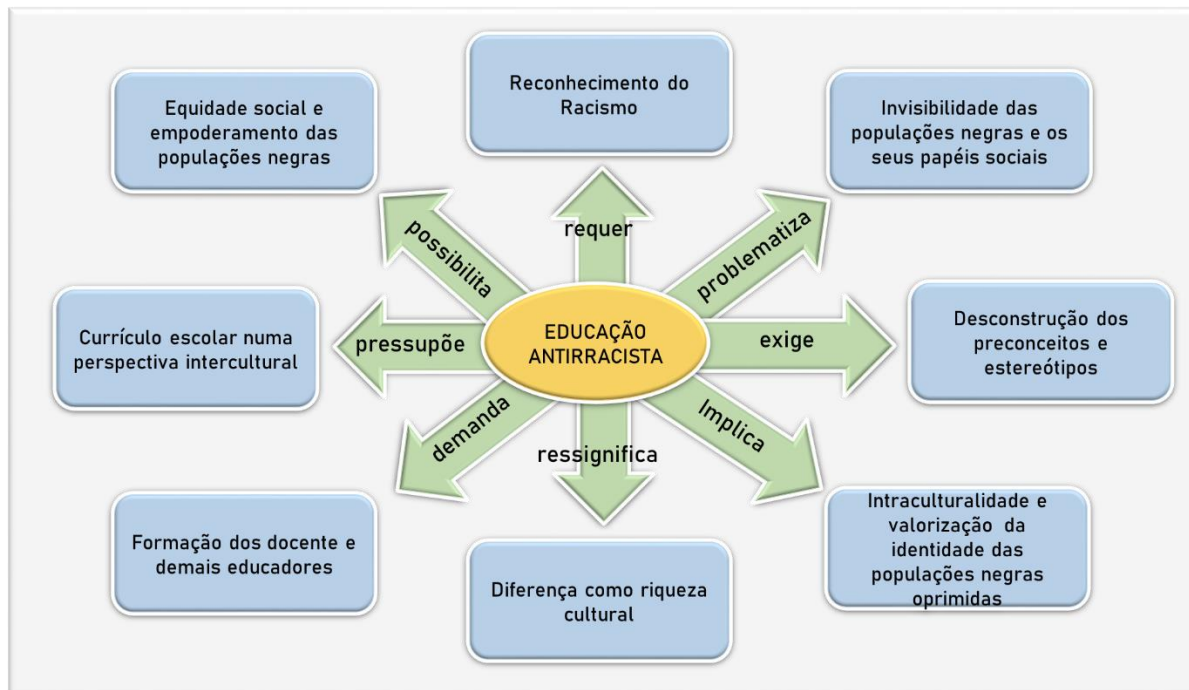 Reconhecimento do
Racismo
Equidade social e
empoderamento das
populações negras
Invisibilidade das
populações negras e os
seus papéis sociais
possibilita
requer
problematiza
Currículo escolar numa
perspectiva intercultural
pressupõe
EDUCAÇÃO
ANTIRRACISTA
exige
Desconstrução dos
preconceitos e
estereótipos
demanda
ressignifica
Implica
Formação dos docente e
demais educadores
Diferença como riqueza
cultural
Intraculturalidade e
valorização da
identidade das
populações negras
oprimidas